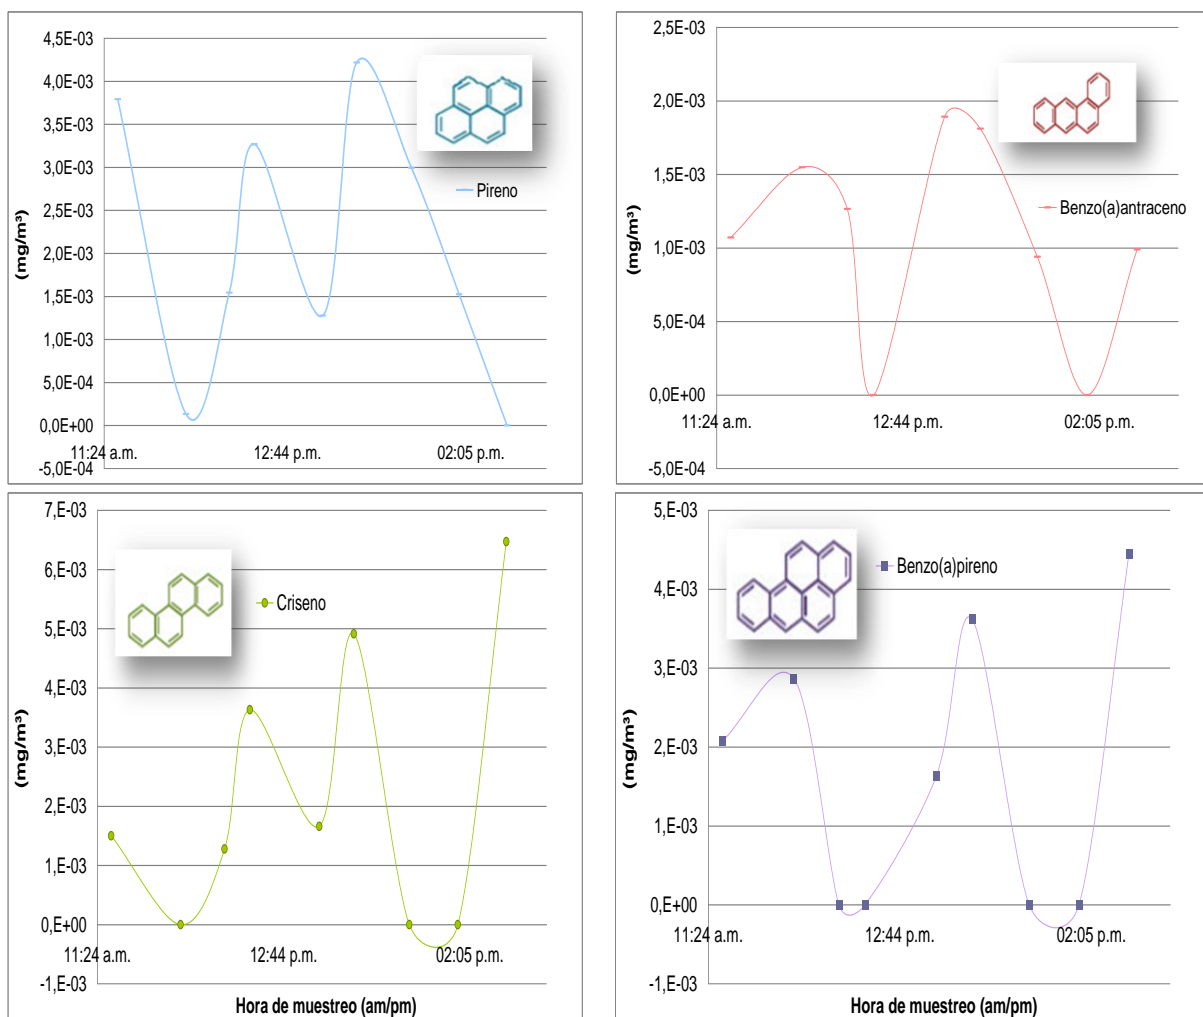 4,5E-03
4,0E-03
3,5E-03
3,0E-03
2,5E-03
2,0E-03
1,5E-03
1,0E-03
5,0E-04
0,0E+00
-5,0E-04
(mg/m³)
11:24 a.m.
12:44 p.m.
02:05 p.m.
Pireno
2,5E-03
2,0E-03
1,5E-03
1,0E-03
5,0E-04
0,0E+00
-5,0E-04
(mg/m³)
11:24 a.m.
12:44 p.m.
02:05 p.m.
Benzo(a)antraceno
7,E-03
6,E-03
5,E-03
4,E-03
3,E-03
2,E-03
1,E-03
0,E+00
-1,E-03
(mg/m³)
11:24 a.m.
12:44 p.m.
02:05 p.m.
Criseno
Hora de muestreo (am/pm)
5,E-03
4,E-03
3,E-03
2,E-03
1,E-03
0,E+00
-1,E-03
(mg/m³)
11:24 a.m.
12:44 p.m.
02:05 p.m.
Benzo(a)pireno
Hora de muestreo (am/pm)